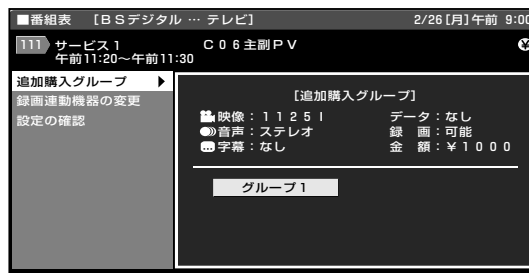 ■番組表 [BSデジタル … テレビ] 2/26[月]午前 9:00
111 サービス1 C06主副PV ¥
午前11:20～午前11:30
追加購入グループ ▶
録画連動機器の変更
設定の確認
[追加購入グループ]
映像：1125I データ：なし
音声：ステレオ 録 画：可能
字幕：なし 金 額：¥1000
グループ1